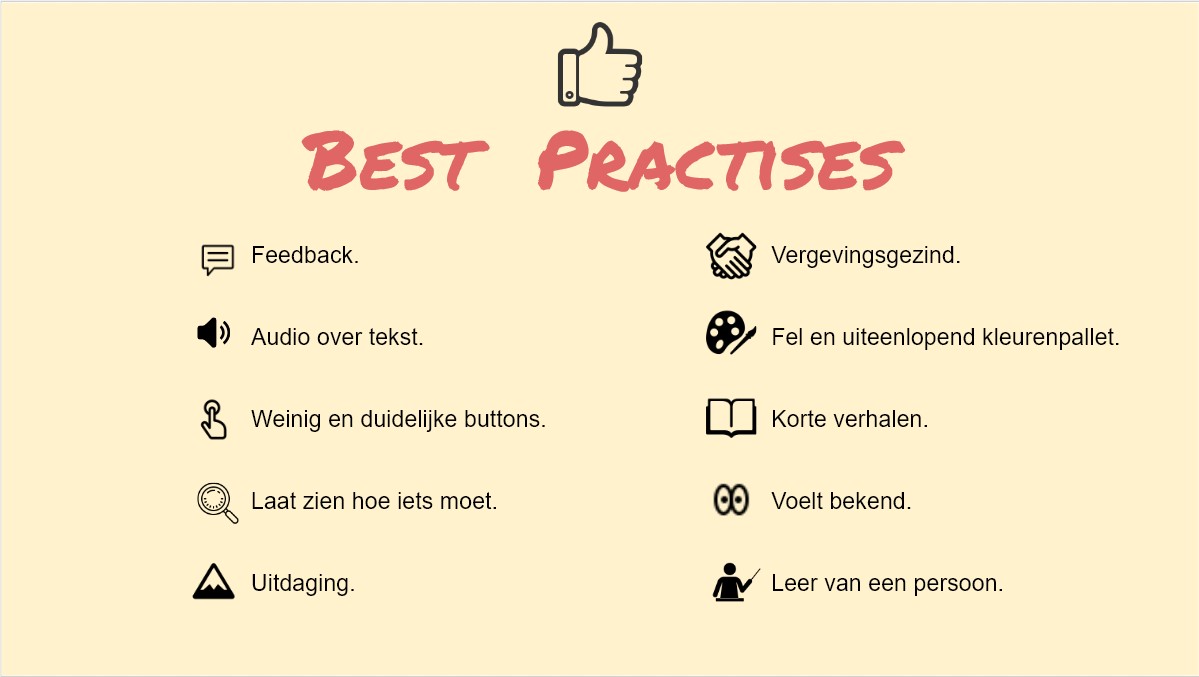 Best Practises
Feedback.
Audio over tekst.
Weinig en duidelijke buttons.
Laat zien hoe iets moet.
Uitdaging.
Vergevingsgezind.
Fel en uiteenlopend kleurenpallet.
Korte verhalen.
Voelt bekend.
Leer van een persoon.